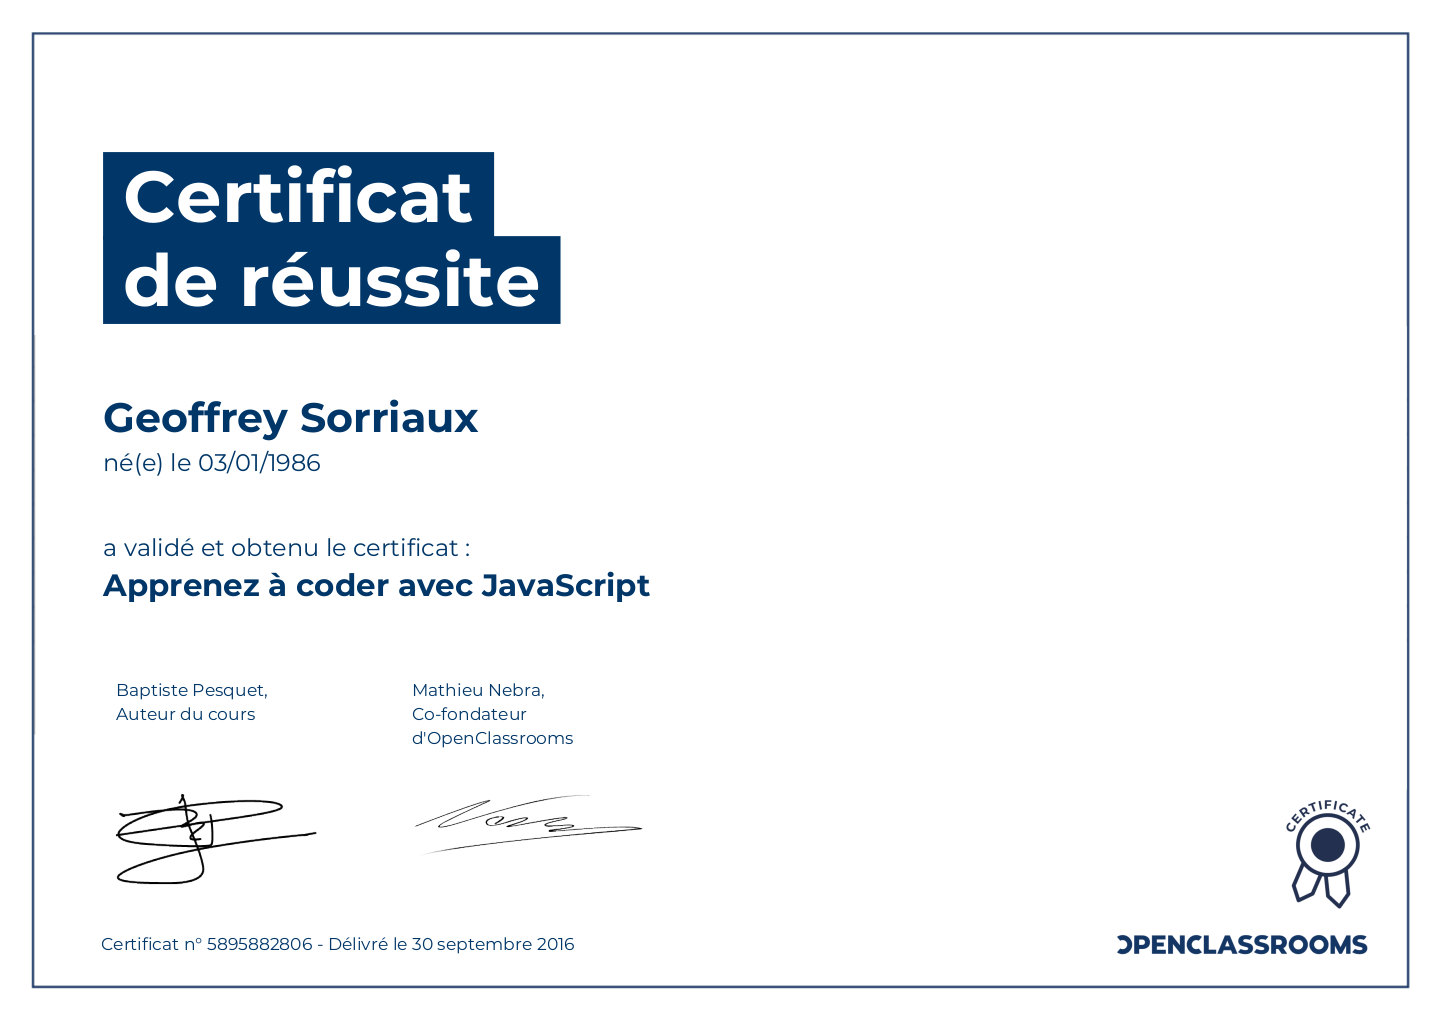 Certificat
de réussite
Geoffrey Sorriaux
né(e) le 03/01/1986
a validé et obtenu le certificat :
Apprenez à coder avec JavaScript
Baptiste Pesquet,
Auteur du cours
Mathieu Nebra,
Co-fondateur
d'OpenClassrooms
CERTIFICATE
Certificat n° 5895882806 - Délivré le 30 septembre 2016
OPENCLASSROOMS